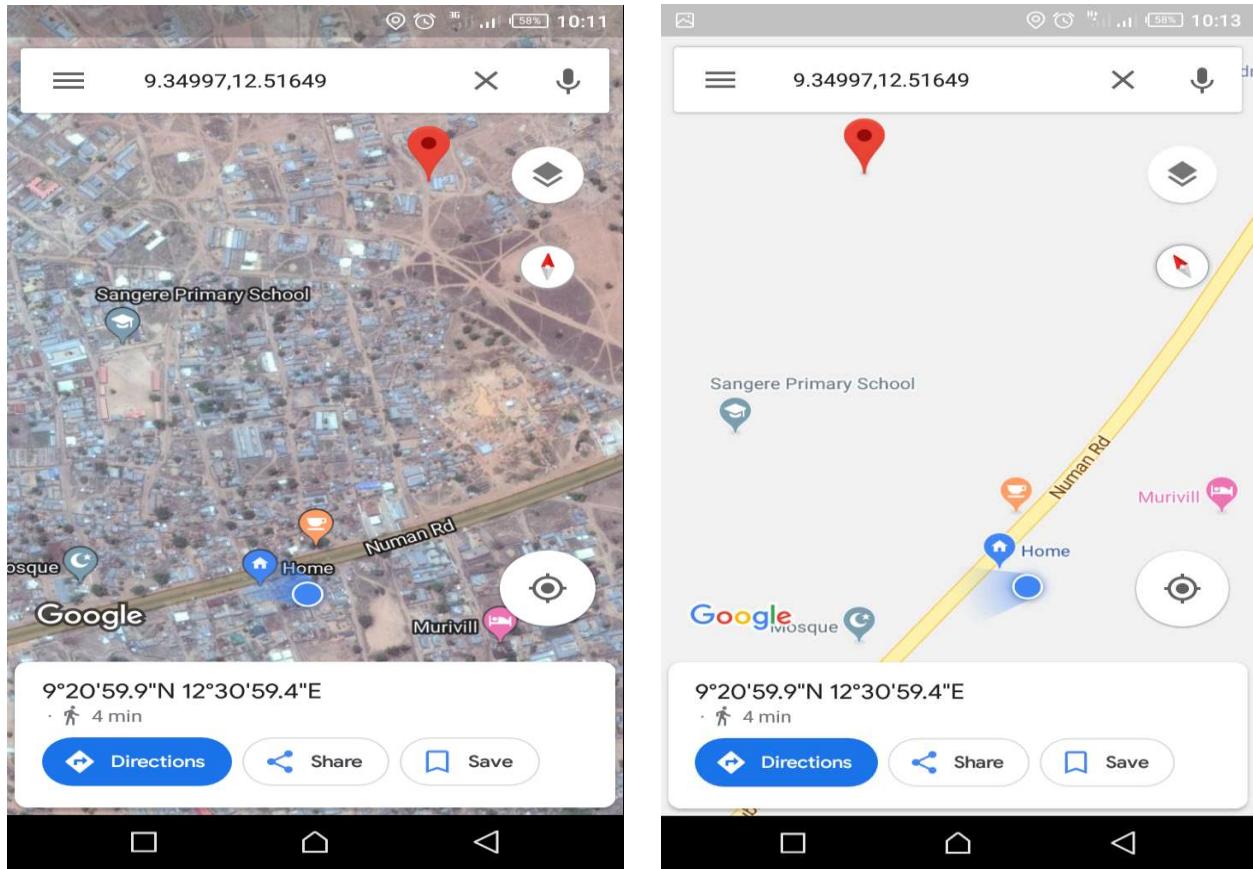 3G 58% 10:11
9.34997,12.51649
Sangere Primary School
Numan Rd
osque
Home
Google
Murivill
9°20'59.9"N 12°30'59.4"E
· 4 min
Directions Share Save
58% 10:13
9.34997,12.51649
Sangere Primary School
Numan Rd
Murivill
Home
Google
Mosque
9°20'59.9"N 12°30'59.4"E
· 4 min
Directions Share Save